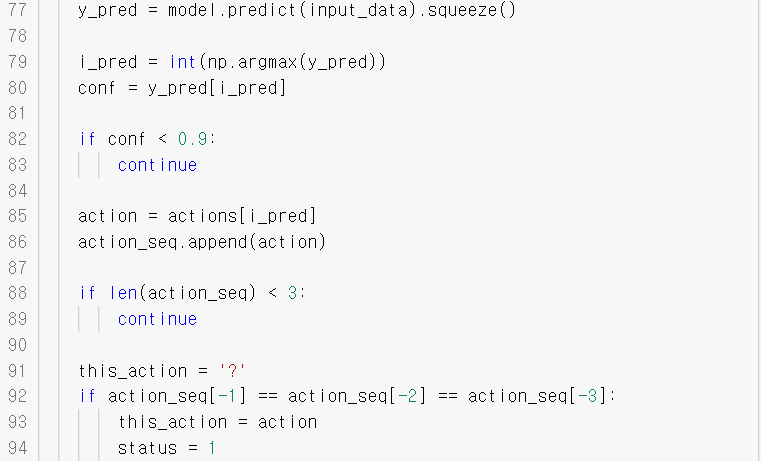 77 y_pred = model.predict(input_data).squeeze()
78
79 i_pred = int(np.argmax(y_pred))
80 conf = y_pred[i_pred]
81
82 if conf < 0.9:
83 continue
84
85 action = actions[i_pred]
86 action_seq.append(action)
87
88 if len(action_seq) < 3:
89 continue
90
91 this_action = '?'
92 if action_seq[-1] == action_seq[-2] == action_seq[-3]:
93 this_action = action
94 status = 1